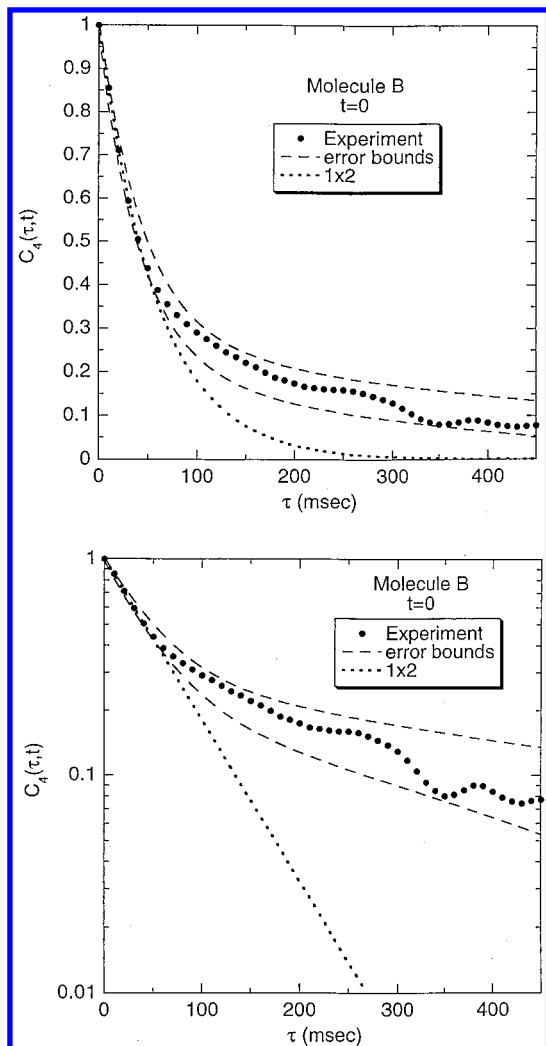 1
0.9
0.8
0.7
0.6
0.5
0.4
0.3
0.2
0.1
0
C₄(τ,t)
Molecule B
t=0
Experiment
error bounds
1x2
0 100 200 300 400
τ (msec)
1
0.1
0.01
C₄(τ,t)
Molecule B
t=0
Experiment
error bounds
1x2
0 100 200 300 400
τ (msec)